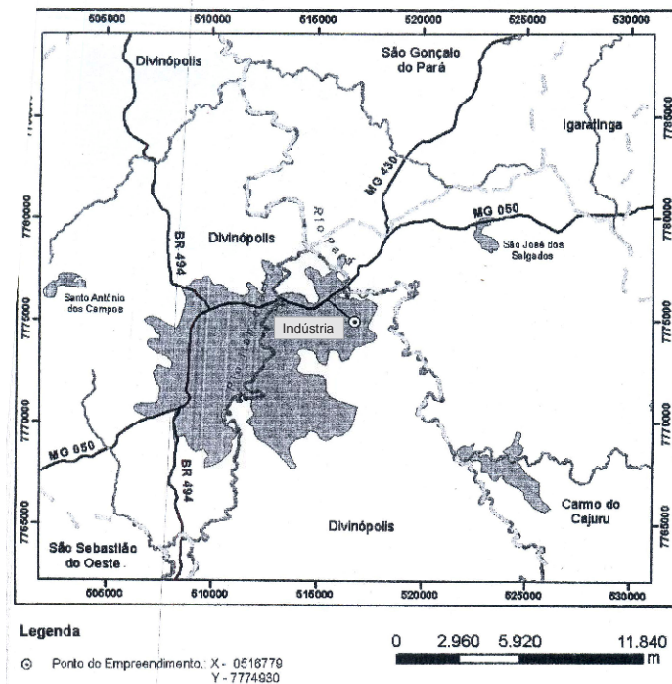 505000 510000 515000 520000 525000 530000
Divinópolis
São Gonçalo
do Pará
Igaratinga
7785000
7785000
MG 430
Rio Pará
MG 050
7780000
7780000
BR 494
Divinópolis
São José dos
Salgados
Santo Antônio
dos Campos
7775000
7775000
Indústria
7770000
7770000
MG 050
BR 494
Carmo do
Cajuru
7765000
7765000
Divinópolis
São Sebastião
do Oeste
505000 510000 515000 520000 525000 530000
Legenda
Ponto do Empreendimento: X - 0516779
Y - 7774930
0 2.960 5.920 11.840
m